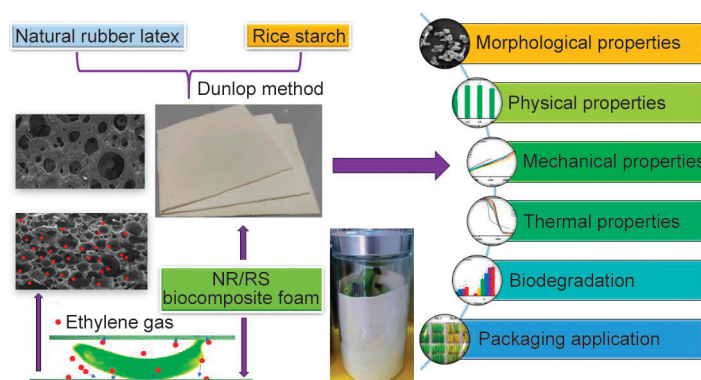 Natural rubber latex
Rice starch
Dunlop method
NR/RS
biocomposite foam
Ethylene gas
Morphological properties
Physical properties
Mechanical properties
Thermal properties
Biodegradation
Packaging application